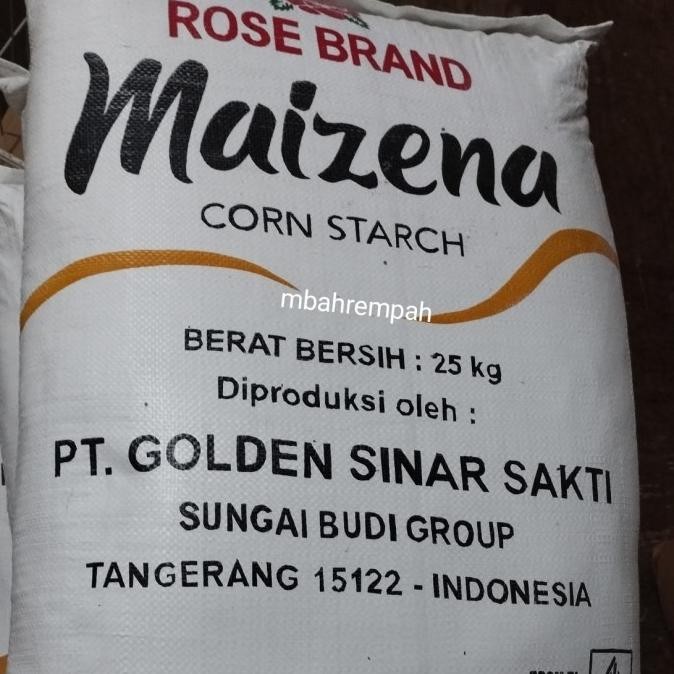 ROSE BRAND
Maizena
CORN STARCH
mbahrempah
BERAT BERSIH : 25 kg
Diproduksi oleh :
PT. GOLDEN SINAR SAKTI
SUNGAI BUDI GROUP
TANGERANG 15122 - INDONESIA